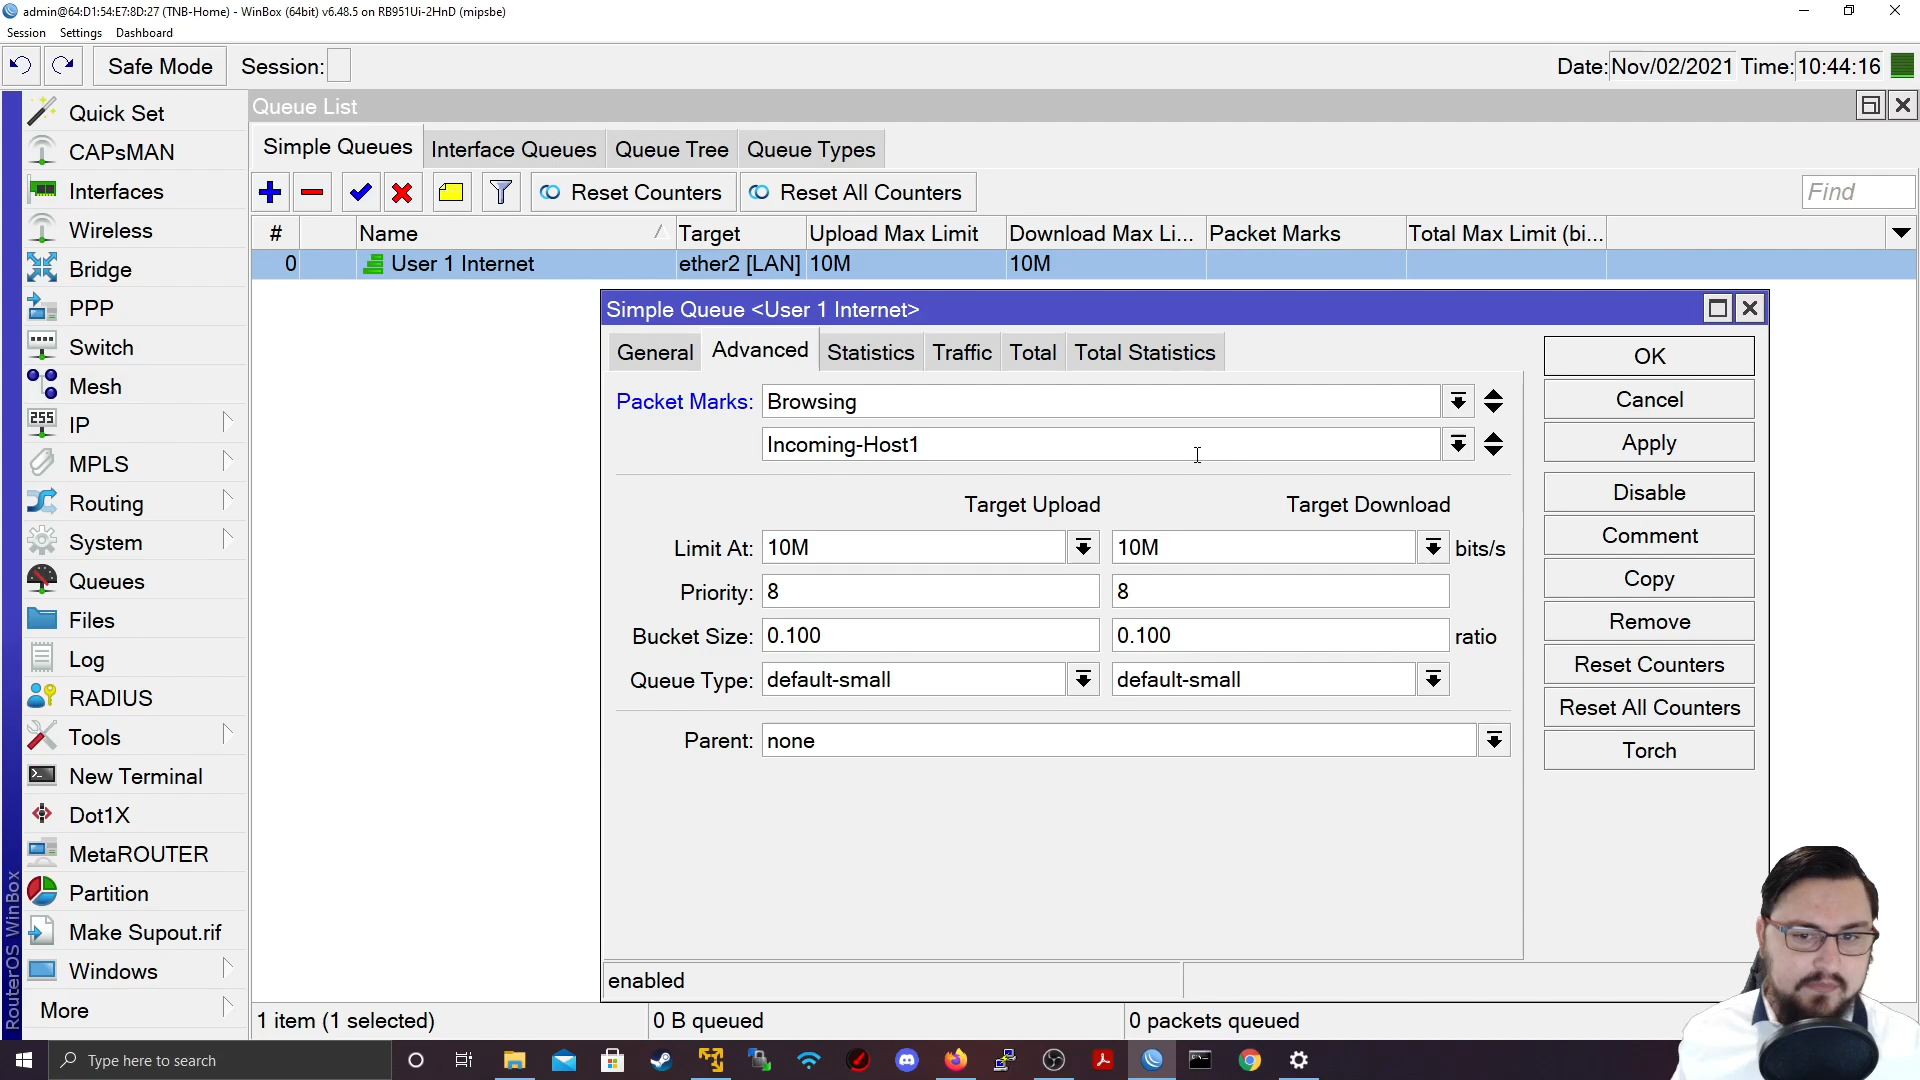 admin@64:D1:54:E7:8D:27 (TNB-Home) - WinBox (64bit) v6.48.5 on RB951Ui-2HnD (mipsbe)
Session Settings Dashboard
Safe Mode Session: Date: Nov/02/2021 Time: 10:44:16
Quick Set
CAPsMAN
Interfaces
Wireless
Bridge
PPP
Switch
Mesh
IP
MPLS
Routing
System
Queues
Files
Log
RADIUS
Tools
New Terminal
Dot1X
MetaROUTER
Partition
Make Supout.rif
Windows
More
RouterOS WinBox
Queue List
Simple Queues Interface Queues Queue Tree Queue Types
Reset Counters Reset All Counters Find
# Name Target Upload Max Limit Download Max Li... Packet Marks Total Max Limit (bi...
0 User 1 Internet ether2 [LAN] 10M 10M
Simple Queue <User 1 Internet>
General Advanced Statistics Traffic Total Total Statistics
Packet Marks: Browsing
Incoming-Host1
Target Upload Target Download
Limit At: 10M 10M bits/s
Priority: 8 8
Bucket Size: 0.100 0.100 ratio
Queue Type: default-small default-small
Parent: none
OK
Cancel
Apply
Disable
Comment
Copy
Remove
Reset Counters
Reset All Counters
Torch
enabled
1 item (1 selected) 0 B queued 0 packets queued
Type here to search